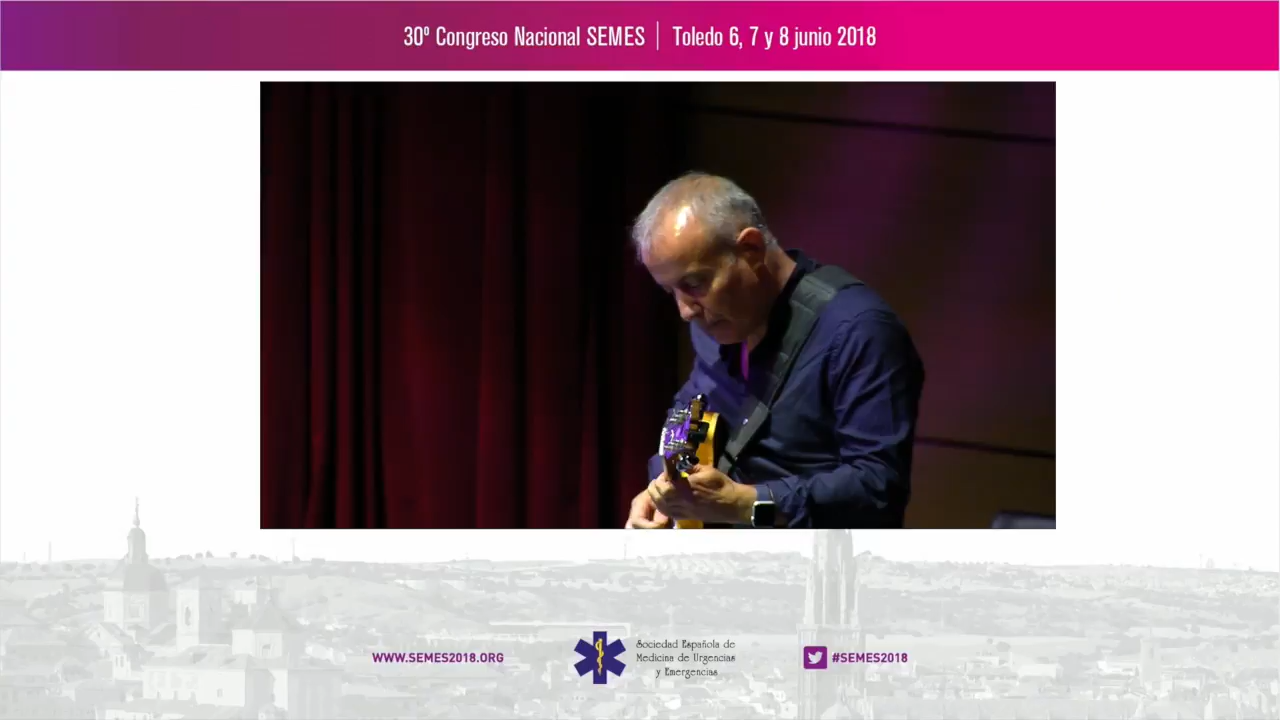 30º Congreso Nacional SEMES | Toledo 6, 7 y 8 junio 2018
WWW.SEMES2018.ORG
Sociedad Española de
Medicina de Urgencias
y Emergencias
#SEMES2018